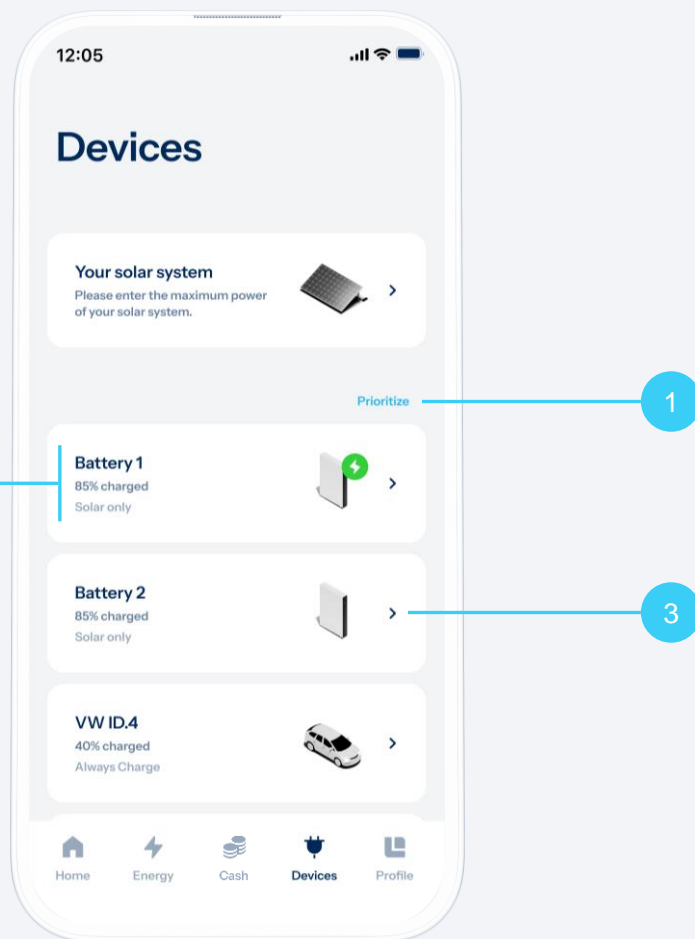 12:05
Devices
Your solar system
Please enter the maximum power
of your solar system.
Prioritize
1
Battery 1
85% charged
Solar only
Battery 2
85% charged
Solar only
3
VW ID.4
40% charged
Always Charge
Home Energy Cash Devices Profile